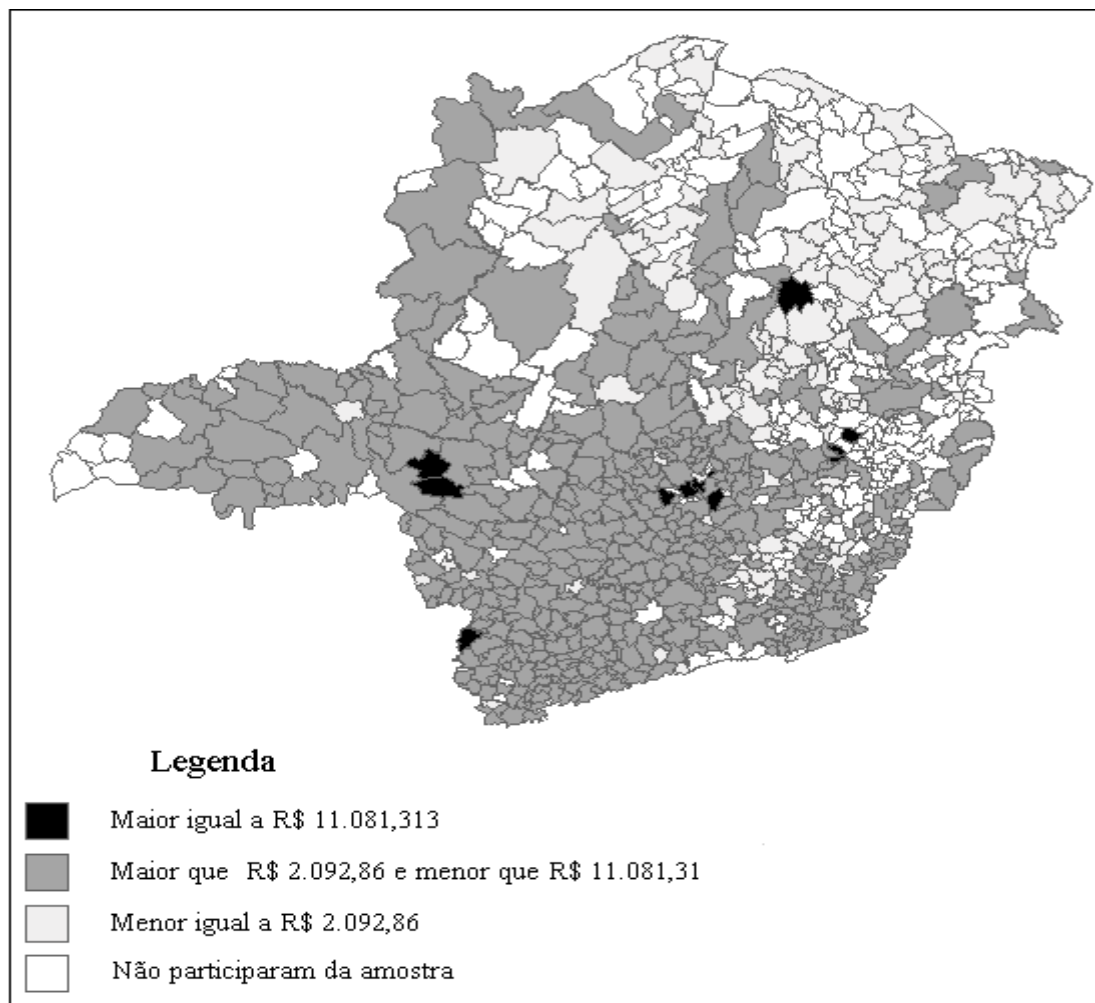 Legenda
Maior igual a R$ 11.081,313
Maior que R$ 2.092,86 e menor que R$ 11.081,31
Menor igual a R$ 2.092,86
Não participaram da amostra